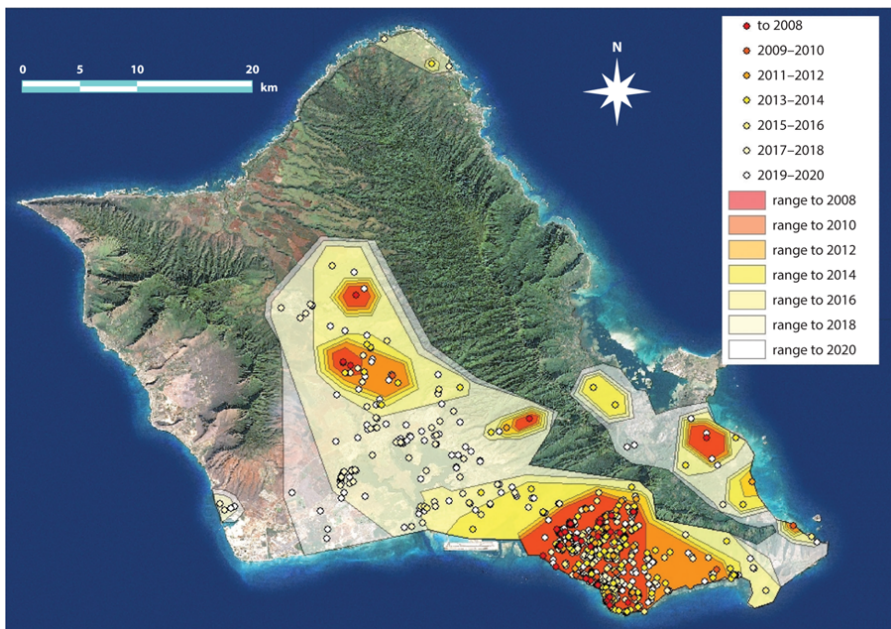 0 5 10 20
km
N
to 2008
2009–2010
2011–2012
2013–2014
2015–2016
2017–2018
2019–2020
range to 2008
range to 2010
range to 2012
range to 2014
range to 2016
range to 2018
range to 2020